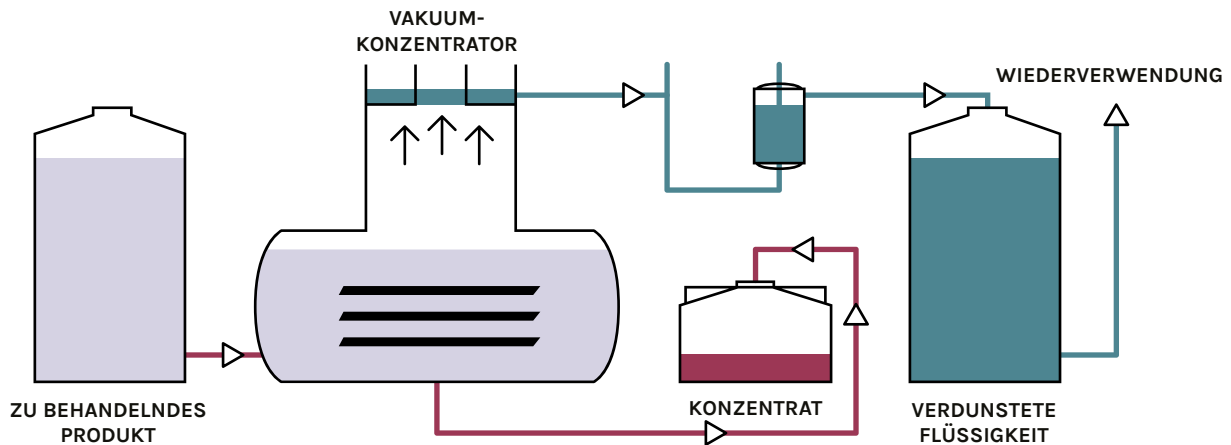 VAKUUM-
KONZENTRATOR
WIEDERVERWENDUNG
ZU BEHANDELNDES
PRODUKT
KONZENTRAT
VERDUNSTETE
FLÜSSIGKEIT